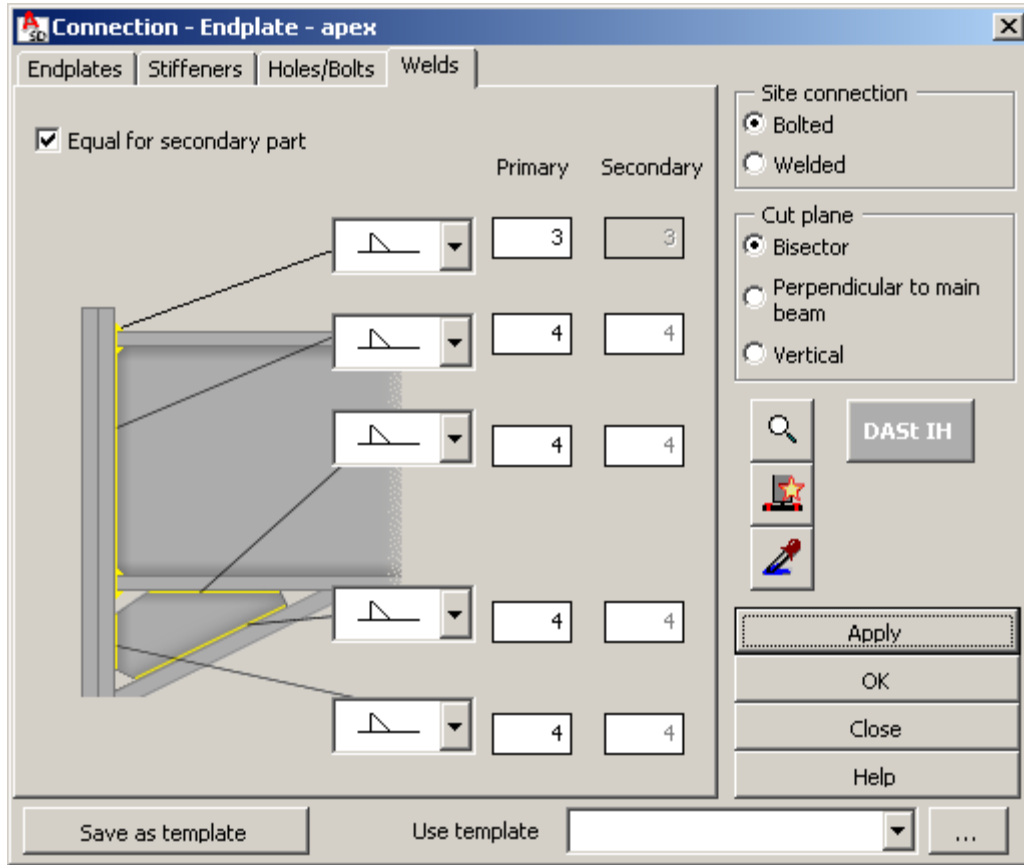 A SD Connection - Endplate - apex
Endplates Stiffeners Holes/Bolts Welds
Equal for secondary part
Primary Secondary
3 3
4 4
4 4
4 4
4 4
Site connection
Bolted
Welded
Cut plane
Bisector
Perpendicular to main
beam
Vertical
DASt IH
Apply
OK
Close
Help
Save as template Use template ...